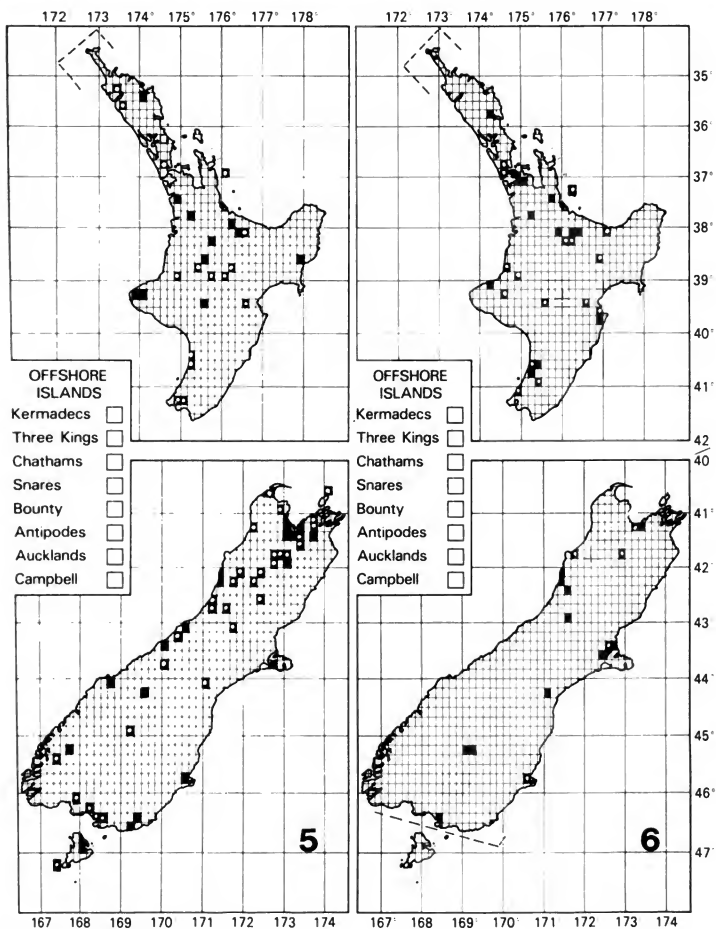 172 173 174° 175° 176° 177° 178°
172° 173° 174° 175° 176° 177° 178°
35°
36°
37°
38°
39°
40°
41°
42
40
41°
42°
43°
44°
45°
46°
47°
OFFSHORE
ISLANDS
Kermadecs
Three Kings
Chathams
Snares
Bounty
Antipodes
Aucklands
Campbell
5
OFFSHORE
ISLANDS
Kermadecs
Three Kings
Chathams
Snares
Bounty
Antipodes
Aucklands
Campbell
6
167 168 169 170 171 172 173 174
167° 168° 169° 170 171 172° 173° 174